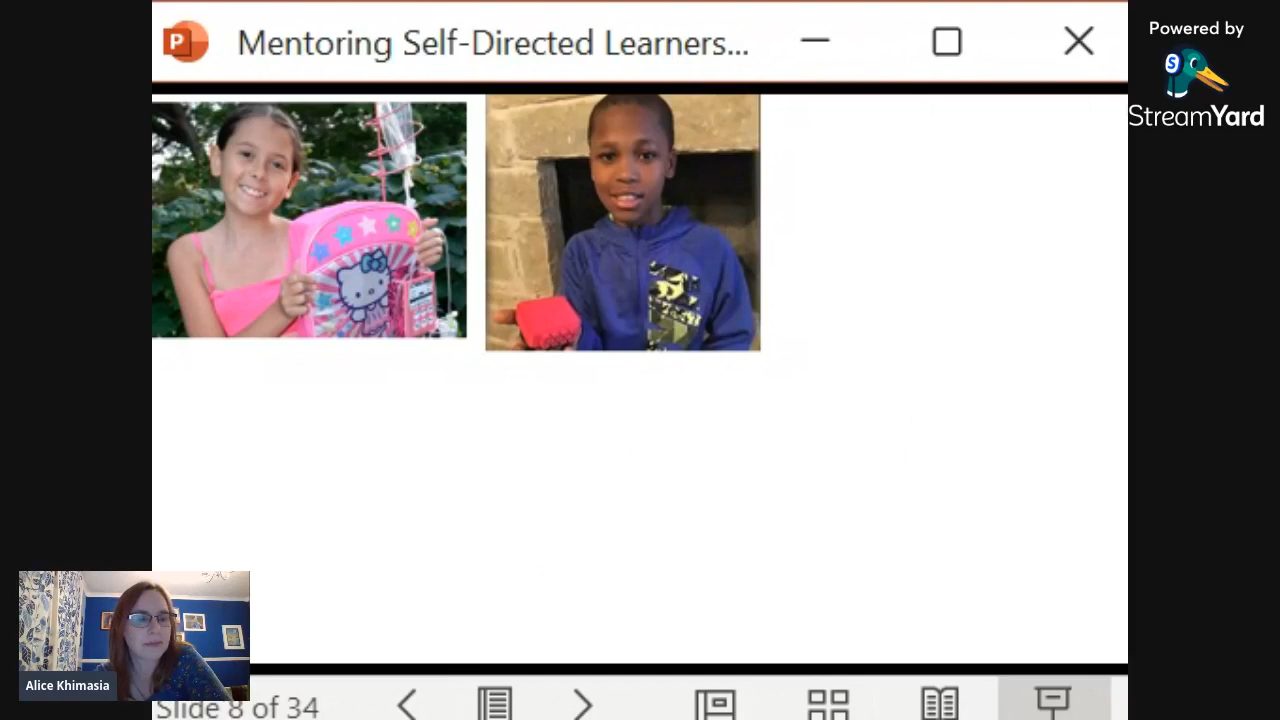 Mentoring Self-Directed Learners...
Powered by
StreamYard
Alice Khimasia
Slide 8 of 34